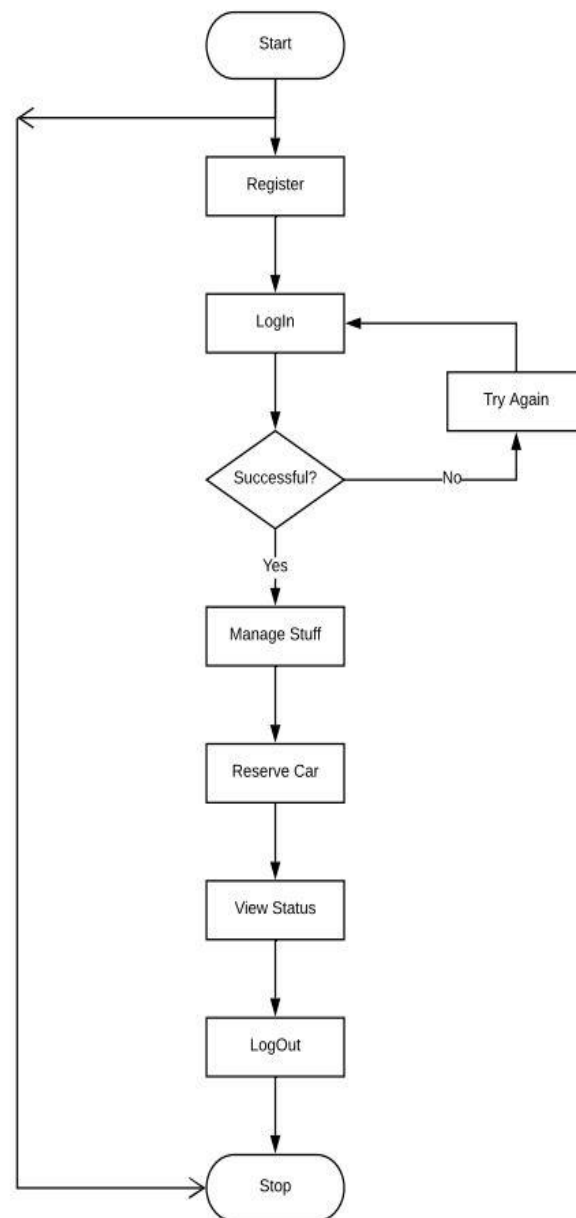 Start
Register
LogIn
Try Again
Successful?
No
Yes
Manage Stuff
Reserve Car
View Status
LogOut
Stop